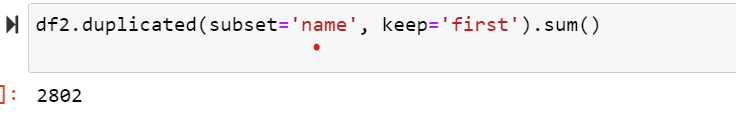 df2.duplicated(subset='name', keep='first').sum()
]: 2802